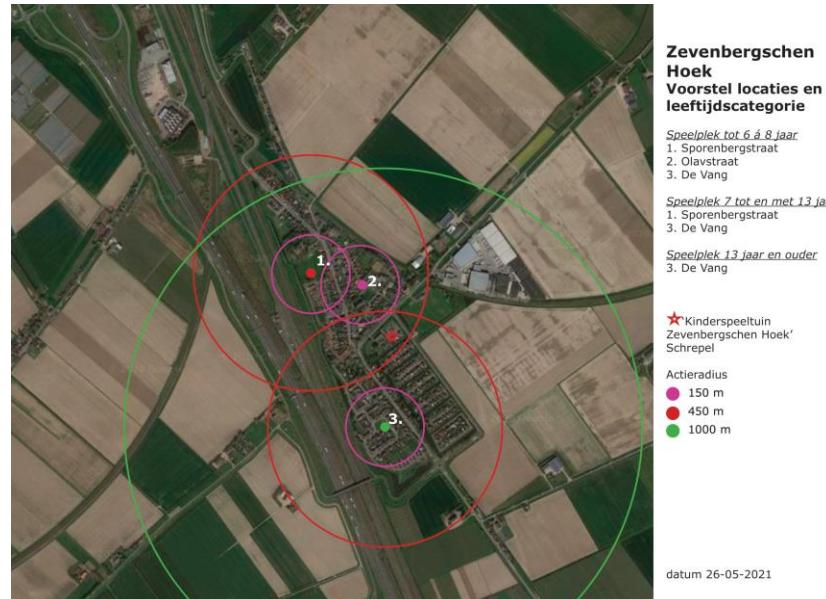 Zevenbergschen
Hoek
Voorstel locaties en
leeftijdscategorie
Speelplek tot 6 á 8 jaar
1. Sporenbergstraat
2. Olavstraat
3. De Vang
Speelplek 7 tot en met 13 ja
1. Sporenbergstraat
3. De Vang
Speelplek 13 jaar en ouder
3. De Vang
Kinderspeeltuin
Zevenbergschen Hoek'
Schrepel
Actieradius
150 m
450 m
1000 m
datum 26-05-2021
1.
2.
3.